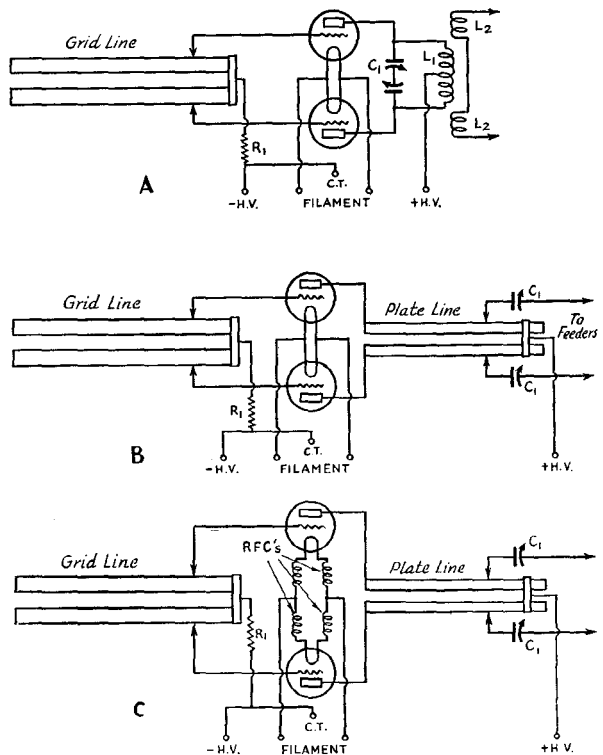 Grid Line
C₁
L₁
L₂
L₂
R₁
A
C.T.
-H.V.
FILAMENT
+H.V.
Grid Line
Plate Line
C₁
To
Feeders
C₁
R₁
B
C.T.
-H.V.
FILAMENT
+H.V.
RFC's
Grid Line
Plate Line
C₁
R₁
C₁
C
C.T.
-H.V.
FILAMENT
+H.V.